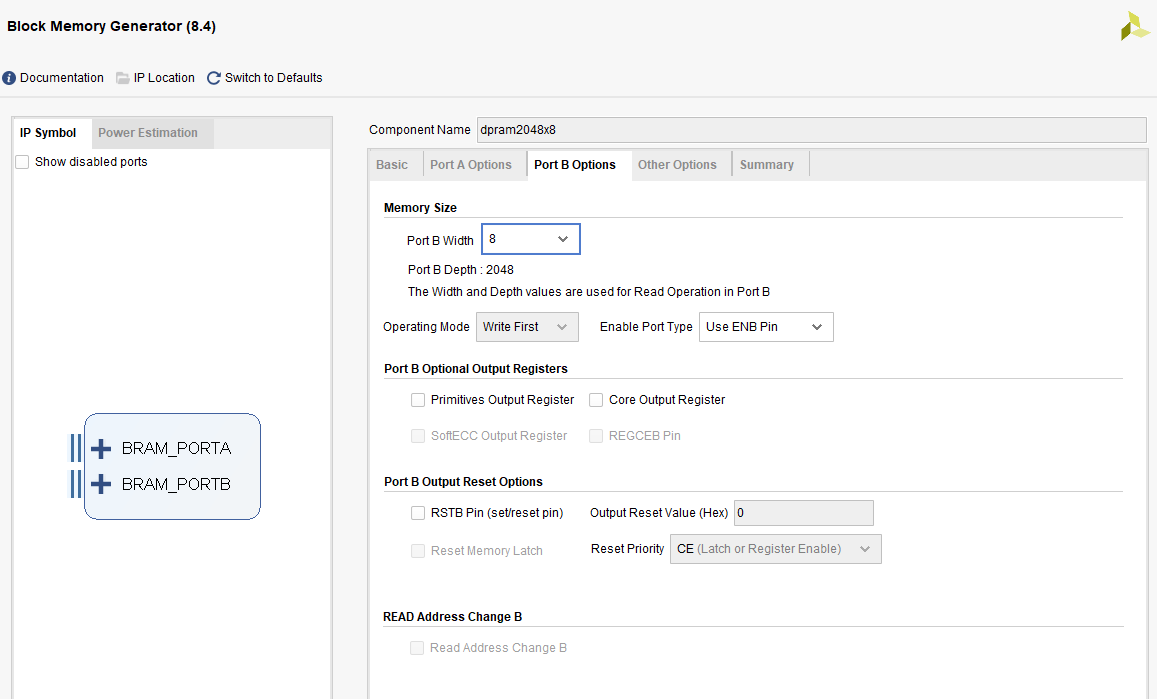 Block Memory Generator (8.4)
Documentation IP Location Switch to Defaults
IP Symbol Power Estimation
Show disabled ports
BRAM_PORTA
BRAM_PORTB
Component Name dpram2048x8
Basic Port A Options Port B Options Other Options Summary
Memory Size
Port B Width 8
Port B Depth : 2048
The Width and Depth values are used for Read Operation in Port B
Operating Mode Write First Enable Port Type Use ENB Pin
Port B Optional Output Registers
Primitives Output Register Core Output Register
SoftECC Output Register REGCEB Pin
Port B Output Reset Options
RSTB Pin (set/reset pin) Output Reset Value (Hex) 0
Reset Memory Latch Reset Priority CE (Latch or Register Enable)
READ Address Change B
Read Address Change B